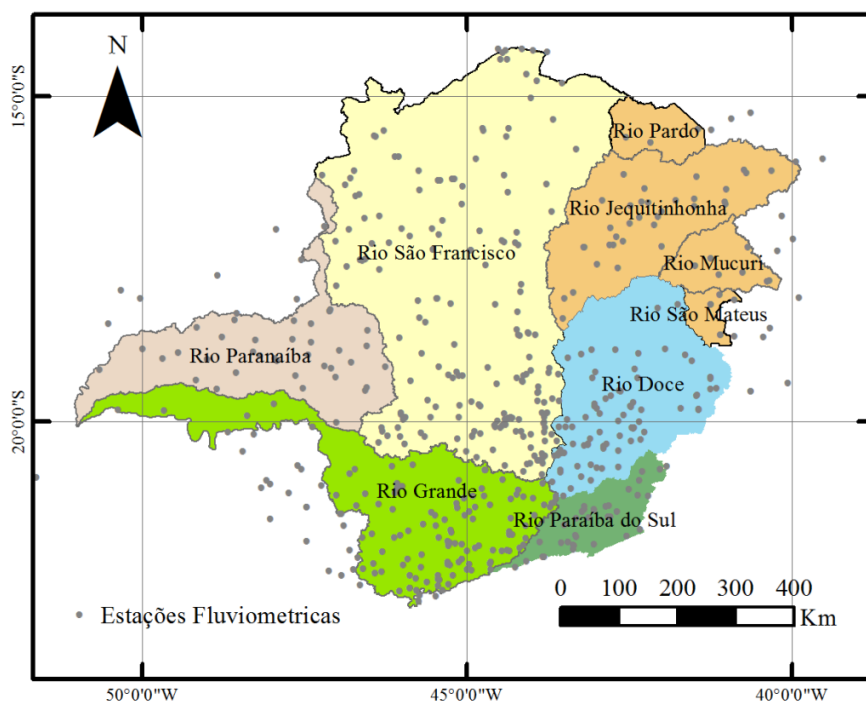 N
15°0'0"S
20°0'0"S
Rio Pardo
Rio Jequitinhonha
Rio São Francisco
Rio Mucuri
Rio São Mateus
Rio Paranaíba
Rio Doce
Rio Grande
Rio Paraíba do Sul
0 100 200 300 400
Km
Estações Fluviometricas
50°0'0"W 45°0'0"W 40°0'0"W